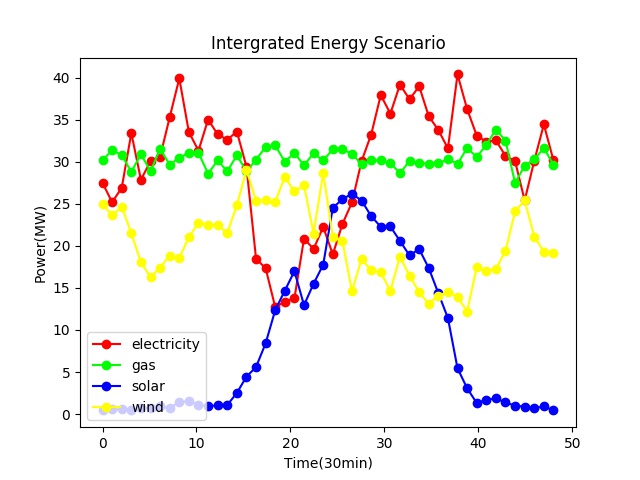 Intergrated Energy Scenario
Power(MW)
40
35
30
25
20
15
10
5
0
electricity
gas
solar
wind
0 10 20 30 40 50
Time(30min)